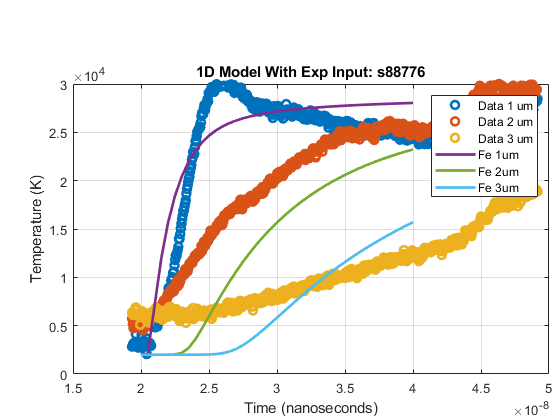 1D Model With Exp Input: s88776
×10⁴
3
2.5
2
1.5
1
0.5
0
Temperature (K)
1.5
2
2.5
3
3.5
4
4.5
5
Time (nanoseconds)
×10⁻⁸
Data 1 um
Data 2 um
Data 3 um
Fe 1um
Fe 2um
Fe 3um